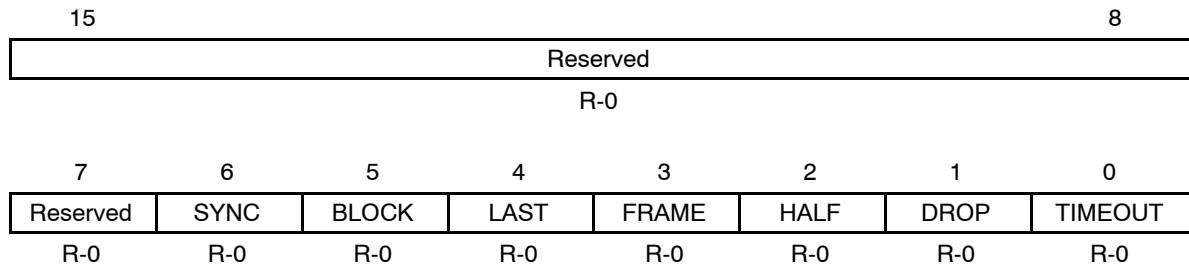 15 8
Reserved
R-0
7 6 5 4 3 2 1 0
Reserved SYNC BLOCK LAST FRAME HALF DROP TIMEOUT
R-0 R-0 R-0 R-0 R-0 R-0 R-0 R-0